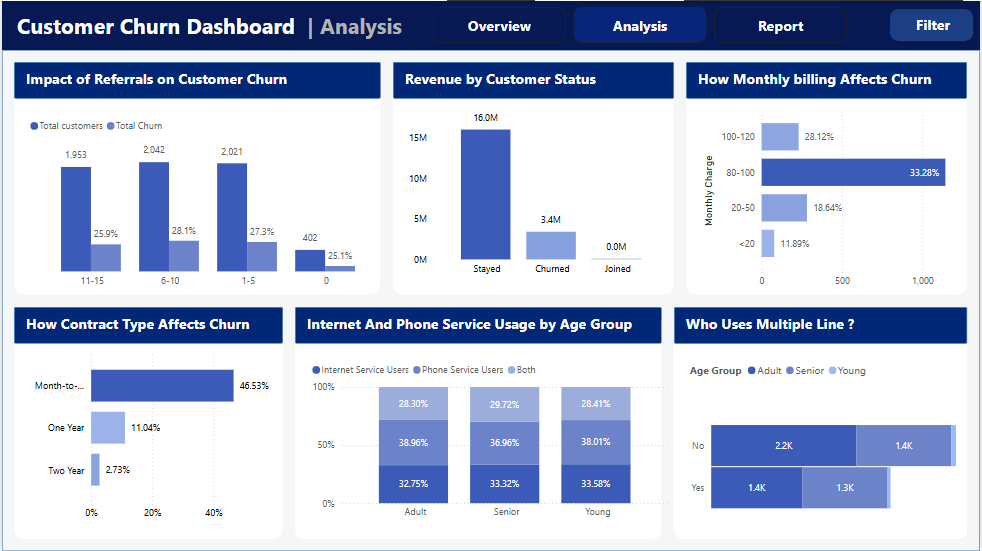 Customer Churn Dashboard | Analysis
Overview
Analysis
Report
Filter
Impact of Referrals on Customer Churn
Total customers Total Churn
1,953
2,042
2,021
402
25.9%
28.1%
27.3%
25.1%
11-15
6-10
1-5
0
Revenue by Customer Status
15M
10M
5M
0M
16.0M
3.4M
0.0M
Stayed
Churned
Joined
How Monthly billing Affects Churn
Monthly Charge
100-120
28.12%
80-100
33.28%
20-50
18.64%
<20
11.89%
0
500
1,000
How Contract Type Affects Churn
Month-to-...
46.53%
One Year
11.04%
Two Year
2.73%
0%
20%
40%
Internet And Phone Service Usage by Age Group
Internet Service Users Phone Service Users Both
100%
50%
0%
28.30%
29.72%
28.41%
38.96%
36.96%
38.01%
32.75%
33.32%
33.58%
Adult
Senior
Young
Who Uses Multiple Line ?
Age Group Adult Senior Young
No
2.2K
1.4K
Yes
1.4K
1.3K